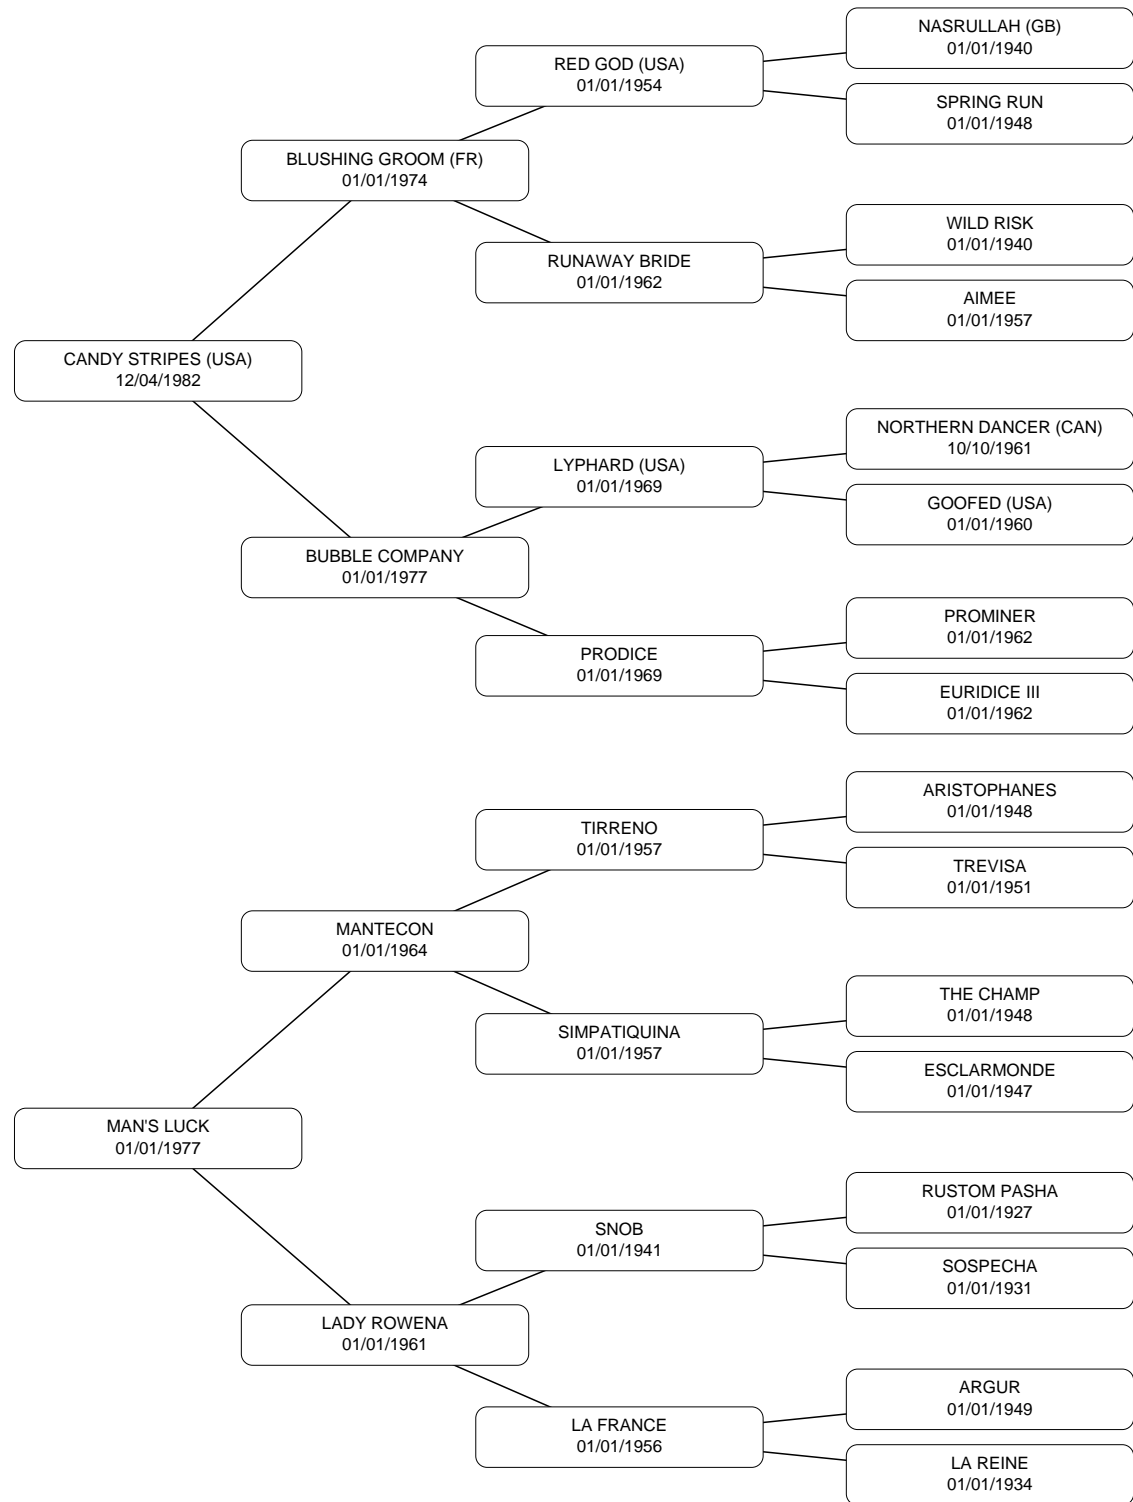 NASRULLAH (GB)
01/01/1940
RED GOD (USA)
01/01/1954
SPRING RUN
01/01/1948
BLUSHING GROOM (FR)
01/01/1974
WILD RISK
01/01/1940
RUNAWAY BRIDE
01/01/1962
AIMEE
01/01/1957
CANDY STRIPES (USA)
12/04/1982
NORTHERN DANCER (CAN)
10/10/1961
LYPHARD (USA)
01/01/1969
GOOFED (USA)
01/01/1960
BUBBLE COMPANY
01/01/1977
PROMINER
01/01/1962
PRODICE
01/01/1969
EURIDICE III
01/01/1962
ARISTOPHANES
01/01/1948
TIRRENO
01/01/1957
TREVISA
01/01/1951
MANTECON
01/01/1964
THE CHAMP
01/01/1948
SIMPATIQUINA
01/01/1957
ESCLARMONDE
01/01/1947
MAN'S LUCK
01/01/1977
RUSTOM PASHA
01/01/1927
SNOB
01/01/1941
SOSPECHA
01/01/1931
LADY ROWENA
01/01/1961
ARGUR
01/01/1949
LA FRANCE
01/01/1956
LA REINE
01/01/1934